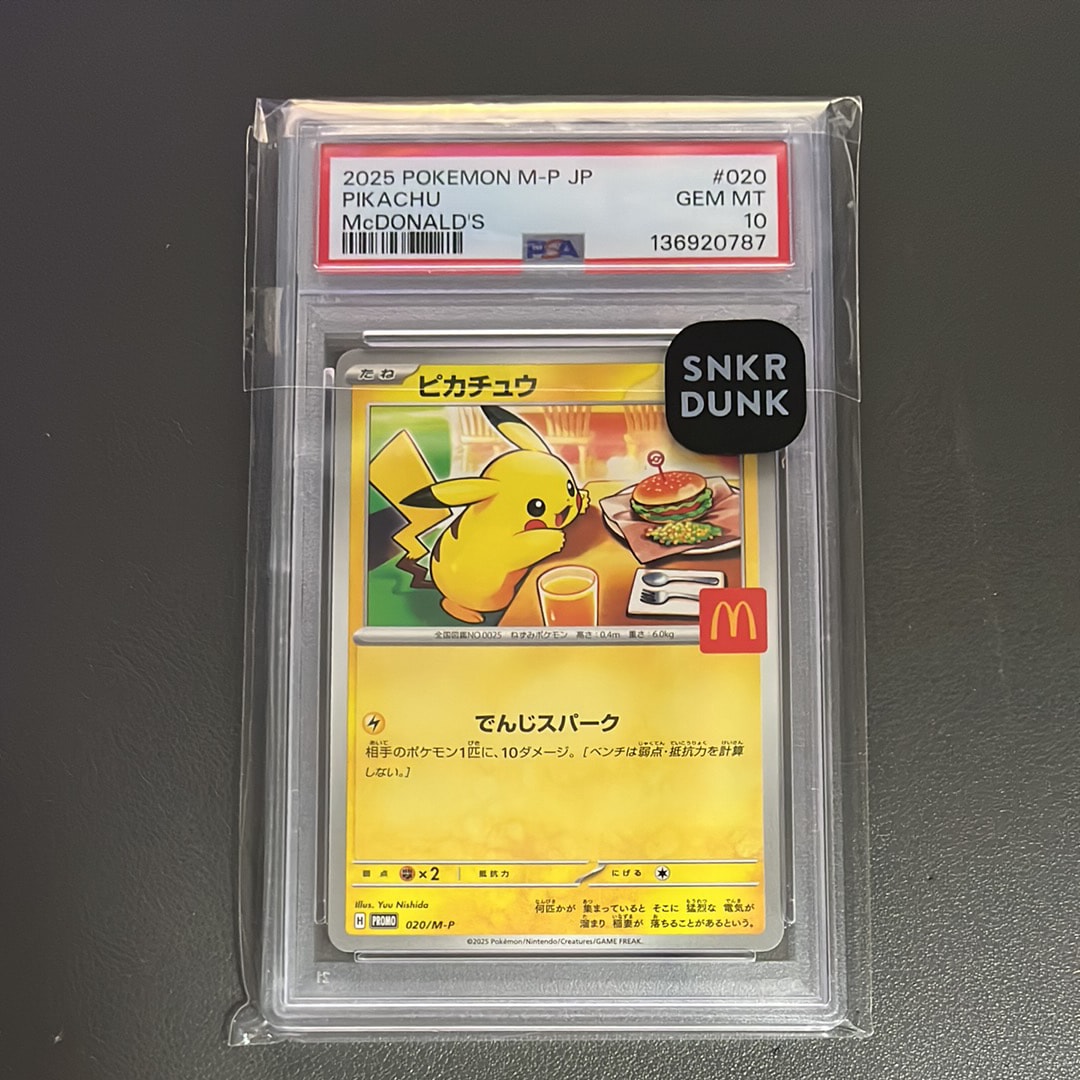 2025 POKEMON M-P JP #020
PIKACHU GEM MT
McDONALD'S 10
PSA 136920787
SNKR
DUNK
たね ピカチュウ
全国図鑑NO.0025 ねずみポケモン 高さ:0.4m 重さ:6.0kg
でんじスパーク
相手のポケモン1匹に、10ダメージ。[ベンチは弱点・抵抗力を計算
しない。]
弱点 ×2 抵抗力 にげる
Illus. Yuu Nishida
何匹かが 集まっていると そこに 猛烈な 電気が
溜まり 稲妻が 落ちることがあるという。
H PROMO 020/M-P
©2025 Pokémon/Nintendo/Creatures/GAME FREAK.